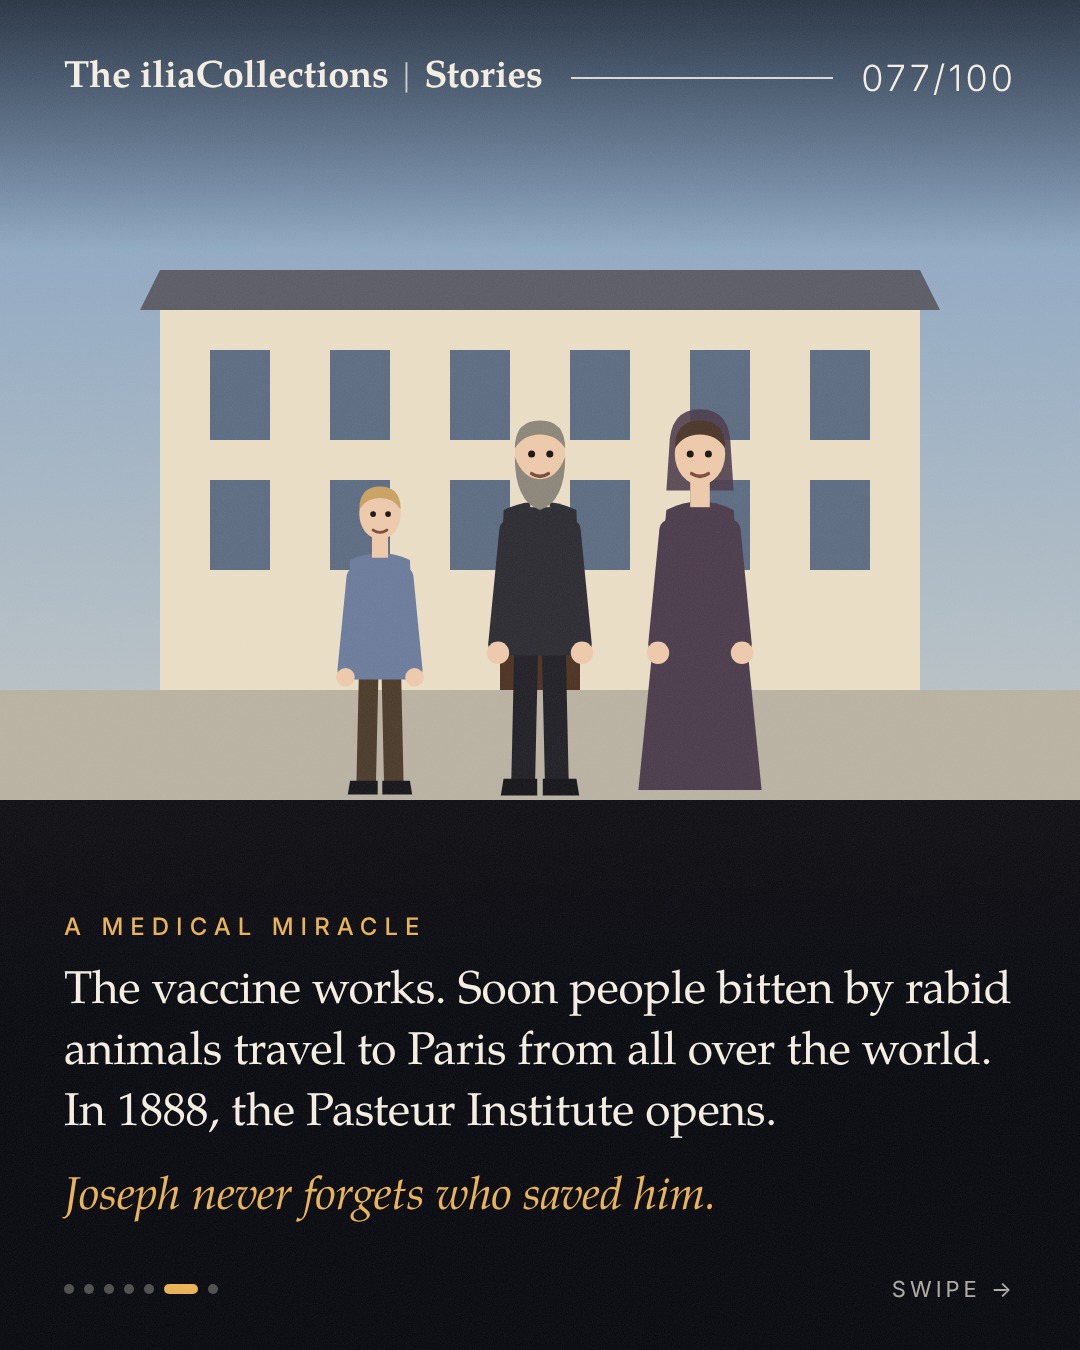 The iliaCollections | Stories 077/100
A MEDICAL MIRACLE
The vaccine works. Soon people bitten by rabid
animals travel to Paris from all over the world.
In 1888, the Pasteur Institute opens.
Joseph never forgets who saved him.
SWIPE →